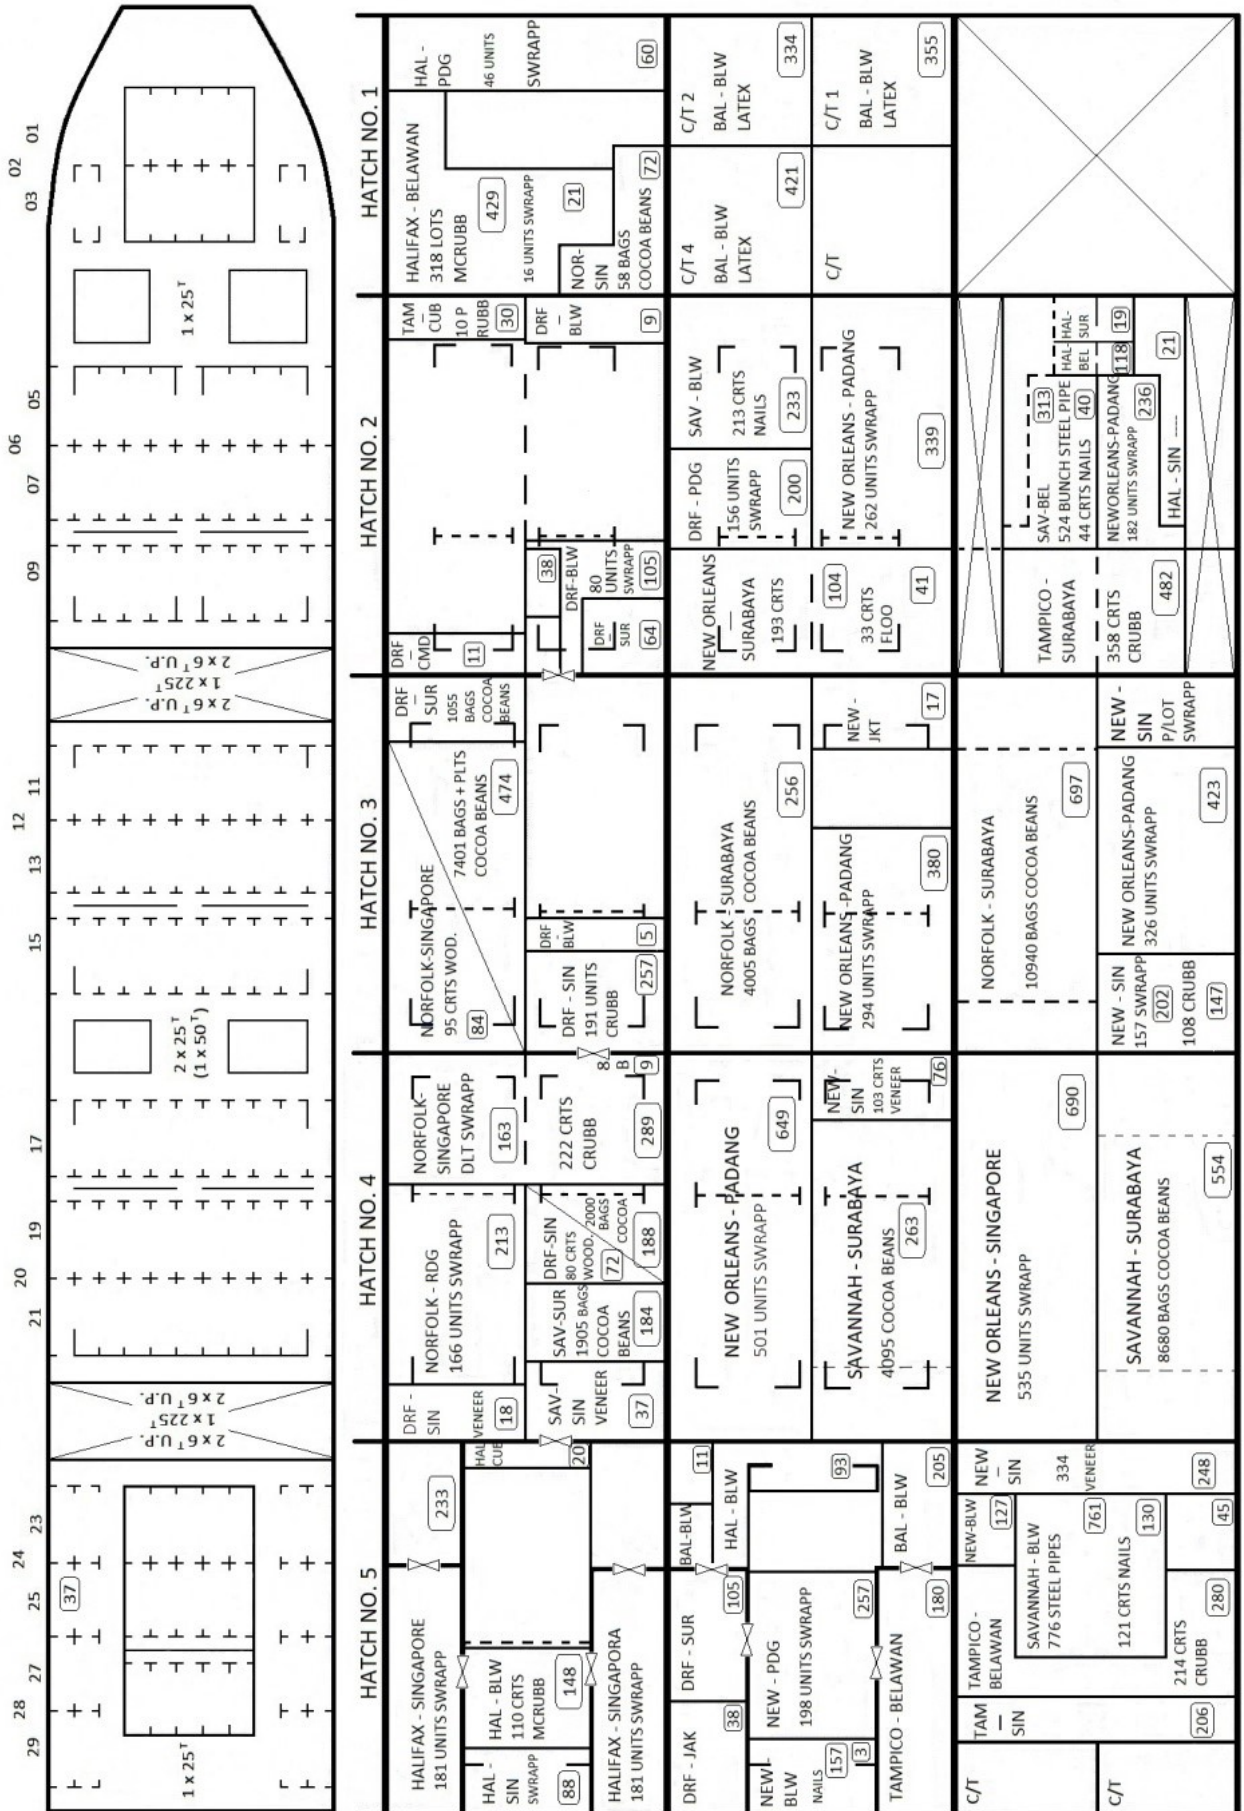 01
02
03
05
06
07
09
11
12
13
15
17
19
20
21
23
24
25
27
28
29
1 x 25ᵀ
2 x 6ᵀ U.P.
1 x 225ᵀ
2 x 6ᵀ U.P.
2 x 25ᵀ
(1 x 50ᵀ)
2 x 6ᵀ U.P.
1 x 225ᵀ
2 x 6ᵀ U.P.
37
1 x 25ᵀ
HATCH NO. 5
HALIFAX - SINGAPORE
181 UNITS SWRAPP
233
HAL -
SIN
SWRAPP
88
HAL - BLW
110 CRTS
MCRUBB
148
HAL
CUB
20
HALIFAX - SINGAPORA
181 UNITS SWRAPP
DRF - JAK
38
DRF - SUR
105
BAL-BLW
11
HAL - BLW
NEW-
BLW
NAILS
157
3
NEW - PDG
198 UNITS SWRAPP
257
93
TAMPICO - BELAWAN
180
BAL - BLW
205
C/T
C/T
TAM
—
SIN
206
TAMPICO -
BELAWAN
NEW-BLW
127
SAVANNAH - BLW
776 STEEL PIPES
761
121 CRTS NAILS
130
214 CRTS
CRUBB
280
45
NEW
—
SIN
334
VENEER
248
HATCH NO. 4
DRF -
SIN
VENEER
18
NORFOLK - RDG
166 UNITS SWRAPP
213
NORFOLK-
SINGAPORE
DLT SWRAPP
163
SAV-
SIN
VENEER
37
SAV-SUR
1905 BAGS
COCOA
BEANS
184
DRF-SIN
80 CRTS
WOOD.
72
2000
BAGS
COCOA
188
222 CRTS
CRUBB
289
8
B
9
NEW ORLEANS - PADANG
501 UNITS SWRAPP
649
SAVANNAH - SURABAYA
4095 COCOA BEANS
263
NEW-
SIN
103 CRTS
VENEER
76
NEW ORLEANS - SINGAPORE
535 UNITS SWRAPP
690
SAVANNAH - SURABAYA
8680 BAGS COCOA BEANS
554
HATCH NO. 3
NORFOLK-SINGAPORE
95 CRTS WOD.
84
7401 BAGS + PLTS
COCOA BEANS
474
DRF
—
SUR
1055
BAGS
COCOA
BEANS
DRF - SIN
191 UNITS
CRUBB
257
DRF
-
BLW
5
NORFOLK - SURABAYA
4005 BAGS COCOA BEANS
256
NEW ORLEANS -PADANG
294 UNITS SWRAPP
380
NEW -
JKT
17
NORFOLK - SURABAYA
10940 BAGS COCOA BEANS
697
NEW - SIN
157 SWRAPP
202
108 CRUBB
147
NEW ORLEANS-PADANG
326 UNITS SWRAPP
423
NEW -
SIN
P/LOT
SWRAPP
HATCH NO. 2
DRF
—
CMD
11
TAM
—
CUB
10 P
RUBB
30
38
DRF-BLW
80
UNITS
SWRAPP
105
DRF
—
SUR
64
DRF
—
BLW
9
NEW ORLEANS
—
SURABAYA
193 CRTS
104
33 CRTS
FLOO
41
DRF - PDG
156 UNITS
SWRAPP
200
SAV - BLW
213 CRTS
NAILS
233
NEW ORLEANS - PADANG
262 UNITS SWRAPP
339
TAMPICO -
SURABAYA
358 CRTS
CRUBB
482
SAV-BEL
313
524 BUNCH STEEL PIPE
44 CRTS NAILS
40
HAL-
BEL
118
HAL-
SUR
19
NEWORLEANS-PADANG
182 UNITS SWRAPP
236
HAL - SIN ----
21
HATCH NO. 1
HALIFAX - BELAWAN
318 LOTS
MCRUBB
429
16 UNITS SWRAPP
21
NOR-
SIN
58 BAGS
COCOA BEANS
72
HAL -
PDG
46 UNITS
SWRAPP
60
C/T 4
BAL - BLW
LATEX
421
C/T 2
BAL - BLW
LATEX
334
C/T
C/T 1
BAL - BLW
LATEX
355